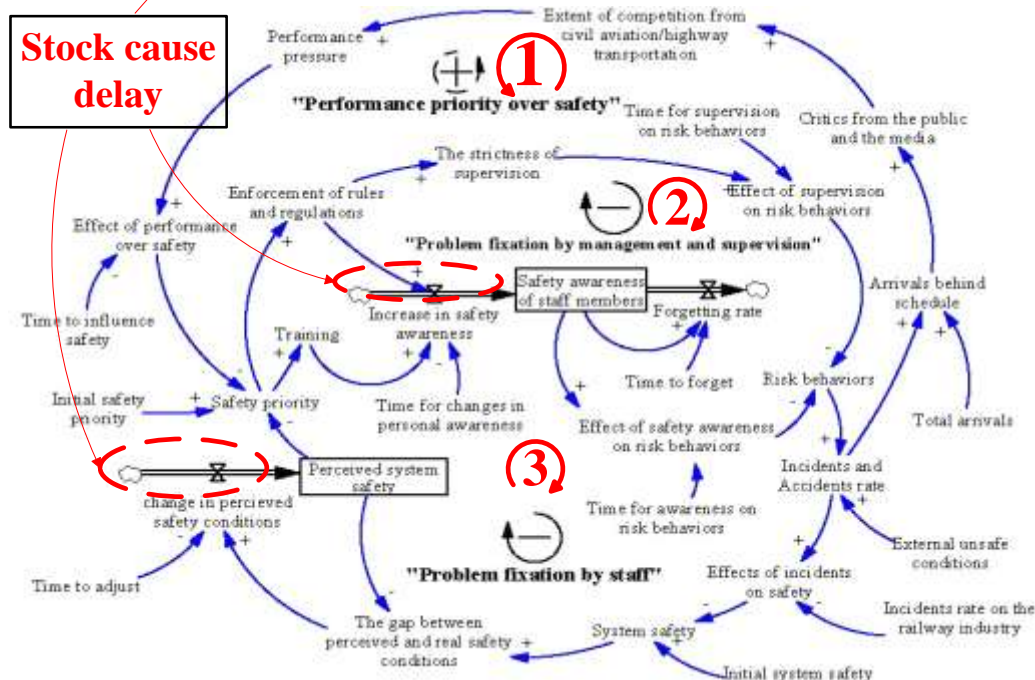 Stock cause
delay
Performance
pressure
Extent of competition from
civil aviation/highway
transportation
+
+
+
1
"Performance priority over safety"
Time for supervision
on risk behaviors
Critics from the public
and the media
+
The strictness of
supervision
+
Enforcement of rules
and regulations
+
+
-
+
Effect of supervision
on risk behaviors
+
Effect of performance
over safety
-
-
2
"Problem fixation by management and supervision"
+
Safety awareness
of staff members
Increase in safety
awareness
Forgetting rate
+
-
Arrivals behind
schedule
+
+
Time to influence
safety
Training
+
+
-
Time to forget
-
Risk behaviors
-
Initial safety
priority
+
-
-
Safety priority
-
Time for changes in
personal awareness
+
Effect of safety awareness
on risk behaviors
-
Total arrivals
+
Perceived system
safety
3
Incidents and
Accidents rate
+
change in percieved
safety conditions
-
+
Time for awareness on
risk behaviors
External unsafe
conditions
+
-
"Problem fixation by staff"
Time to adjust
Effects of incidents
on safety
-
-
Incidents rate on the
railway industry
-
The gap between
perceived and real safety
conditions
+
System safety
+
Initial system safety